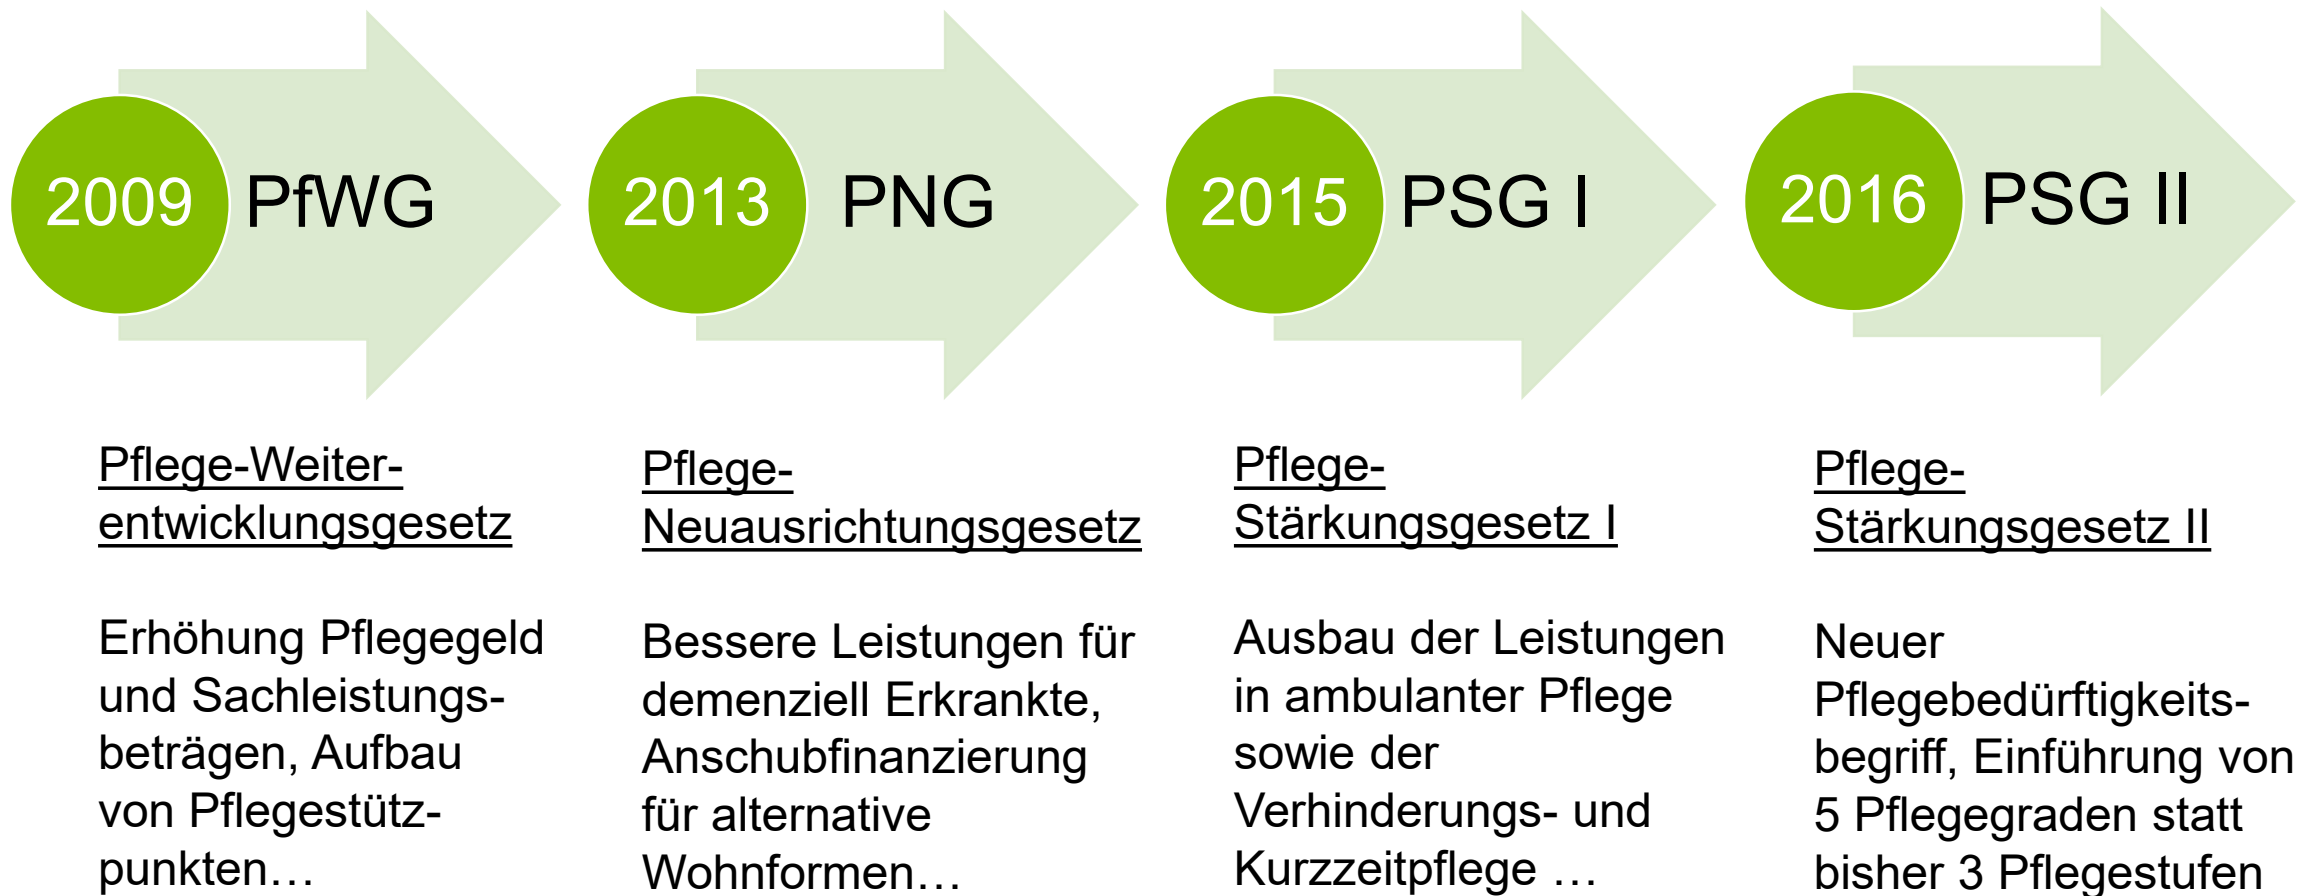 2009 PfWG
2013 PNG
2015 PSG I
2016 PSG II
Pflege-Weiter-
entwicklungsgesetz
Erhöhung Pflegegeld
und Sachleistungs-
beträgen, Aufbau
von Pflegestütz-
punkten…
Pflege-
Neuausrichtungsgesetz
Bessere Leistungen für
demenziell Erkrankte,
Anschubfinanzierung
für alternative
Wohnformen…
Pflege-
Stärkungsgesetz I
Ausbau der Leistungen
in ambulanter Pflege
sowie der
Verhinderungs- und
Kurzzeitpflege …
Pflege-
Stärkungsgesetz II
Neuer
Pflegebedürftigkeits-
begriff, Einführung von
5 Pflegegraden statt
bisher 3 Pflegestufen